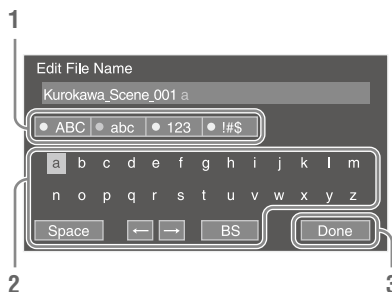 1
Edit File Name
Kurokawa_Scene_001 a
ABC abc 123 !#$
a b c d e f g h i j k l m
n o p q r s t u v w x y z
Space ← → BS Done
2 3